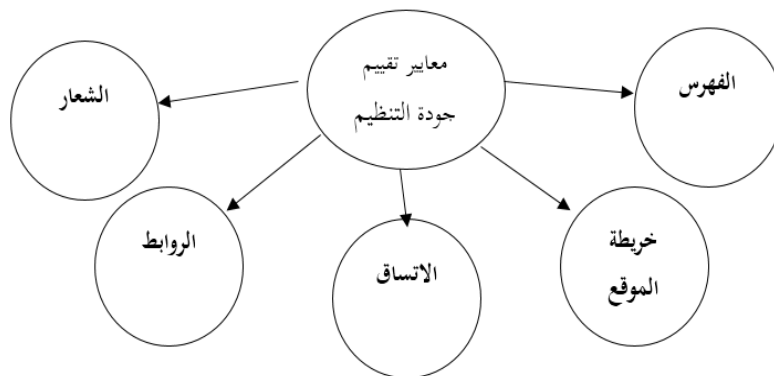 معايير تقييم
جودة التنظيم
الفهرس
خريطة
الموقع
الاتساق
الروابط
الشعار